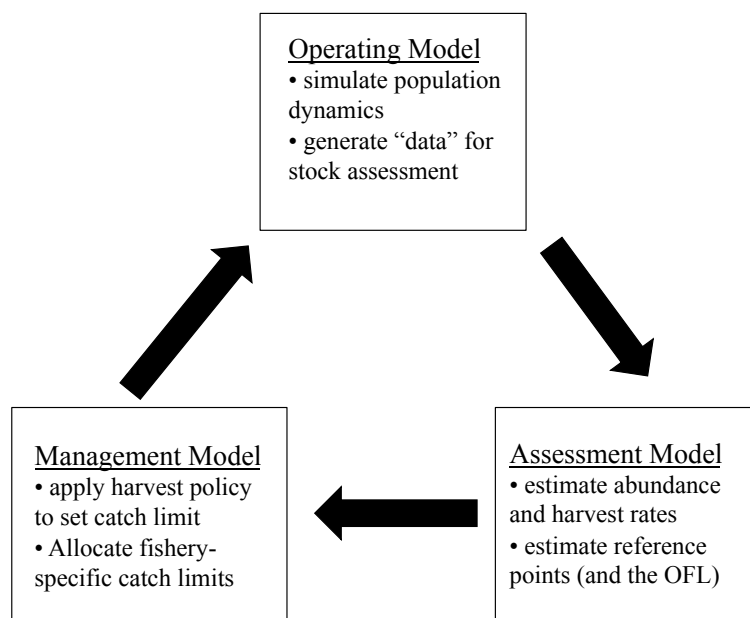 Operating Model
• simulate population
dynamics
• generate “data” for
stock assessment
Management Model
• apply harvest policy
to set catch limit
• Allocate fishery-
specific catch limits
Assessment Model
• estimate abundance
and harvest rates
• estimate reference
points (and the OFL)